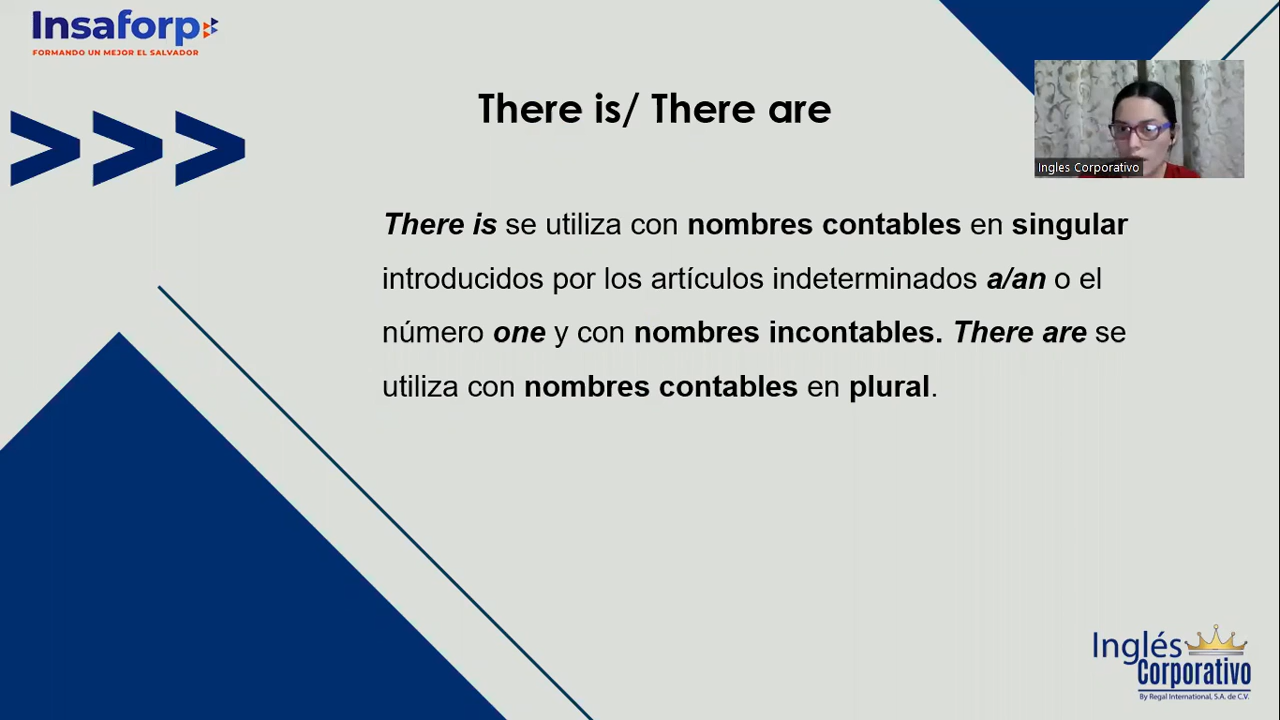 Insaforp
FORMANDO UN MEJOR EL SALVADOR
>>>
There is/ There are
Ingles Corporativo
There is se utiliza con nombres contables en singular
introducidos por los artículos indeterminados a/an o el
número one y con nombres incontables. There are se
utiliza con nombres contables en plural.
Inglés
Corporativo
By Regal International, S.A. de C.V.